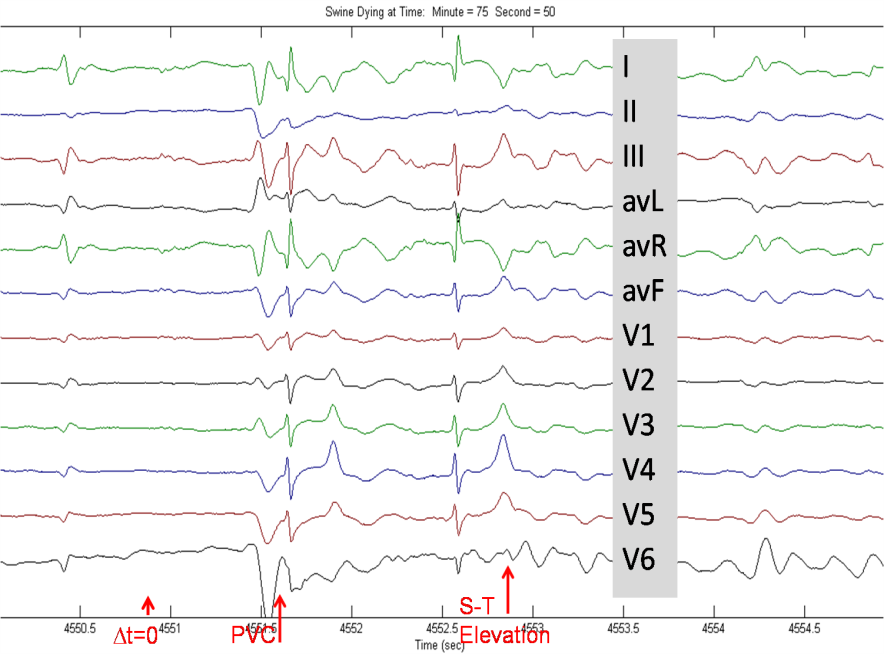 Swine Dying at Time: Minute = 75 Second = 50
I
II
III
avL
avR
avF
V1
V2
V3
V4
V5
V6
S-T
Elevation
Δt=0
PVC
4550.5 4551 4551.5 4552 4552.5 4553 4553.5 4554 4554.5
Time (sec)